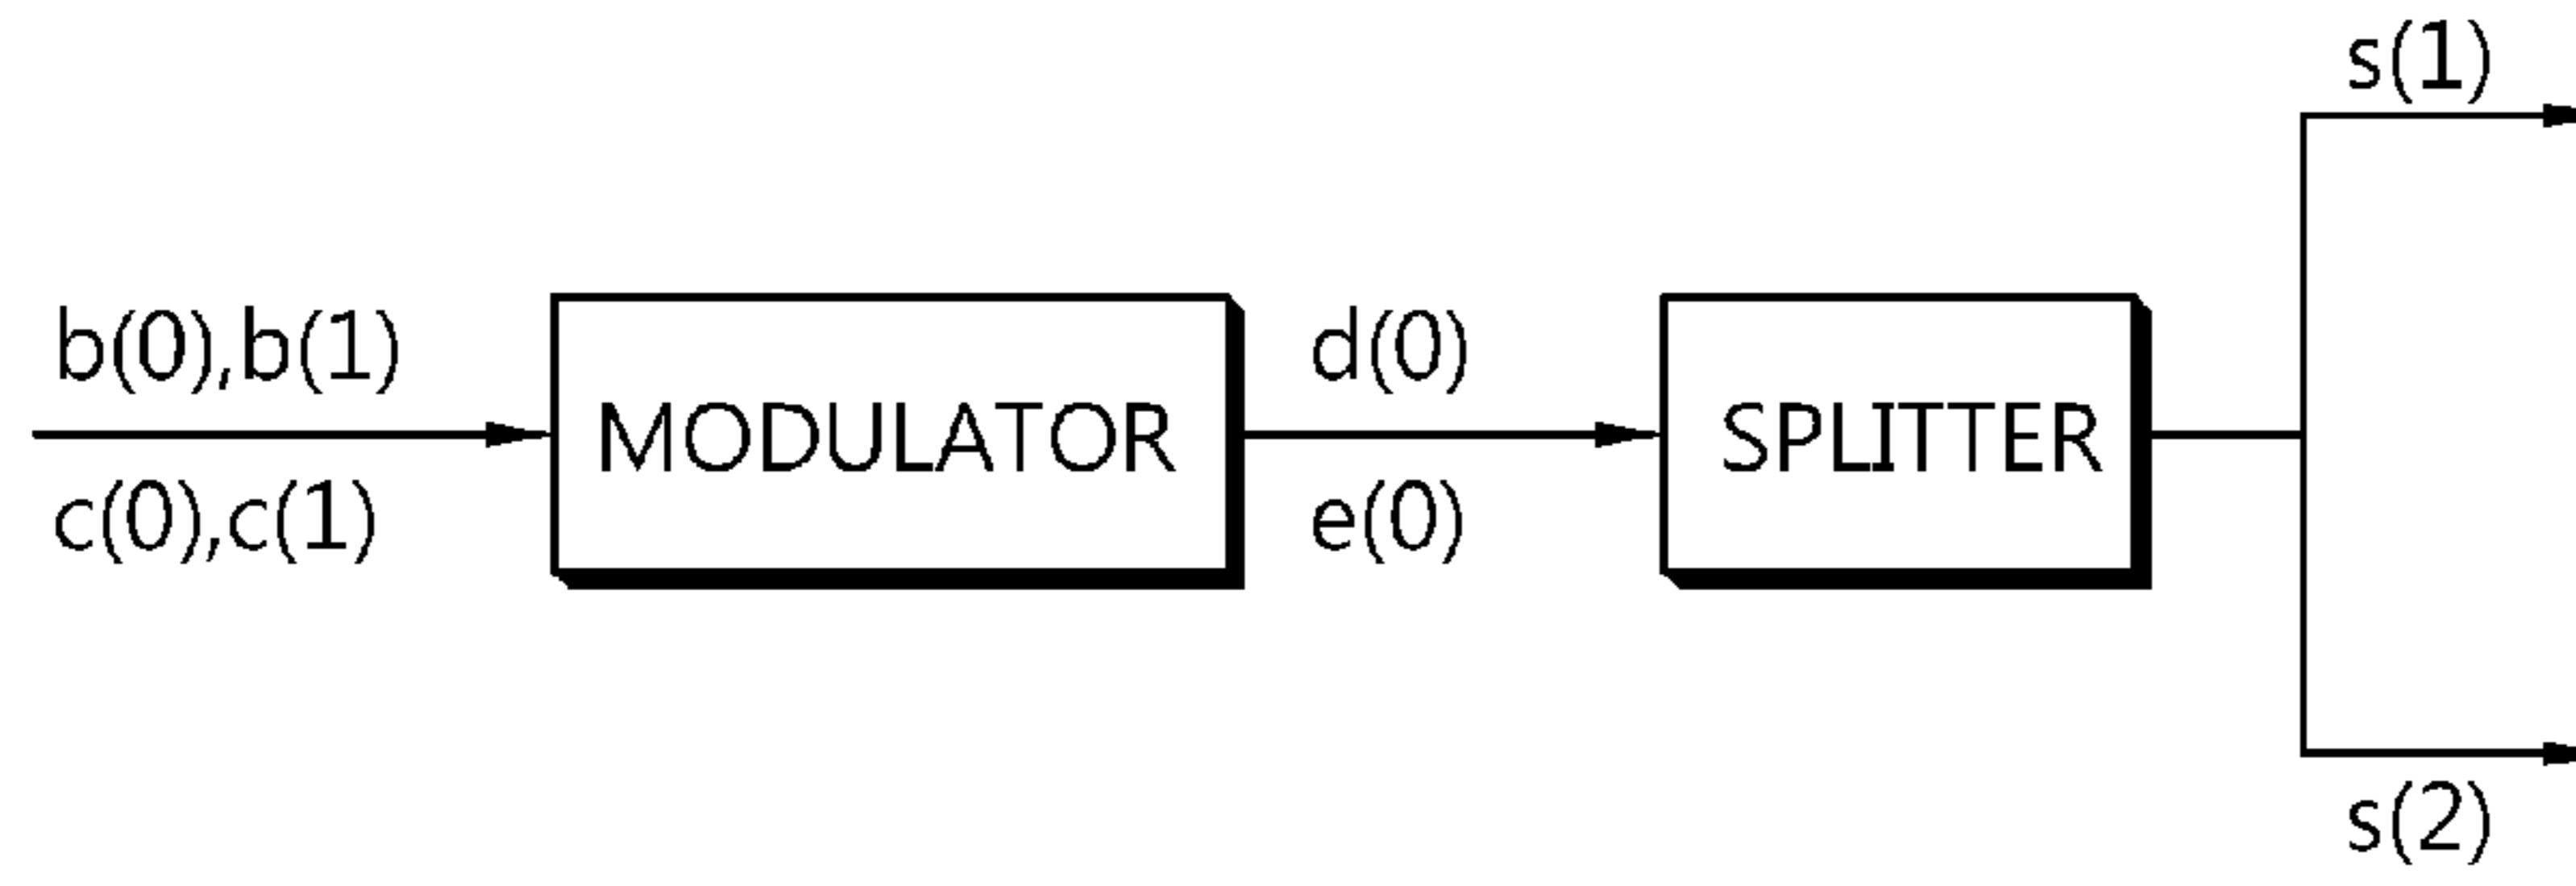 s(1)
b(0),b(1)
MODULATOR
d(0)
SPLITTER
c(0),c(1)
e(0)
s(2)